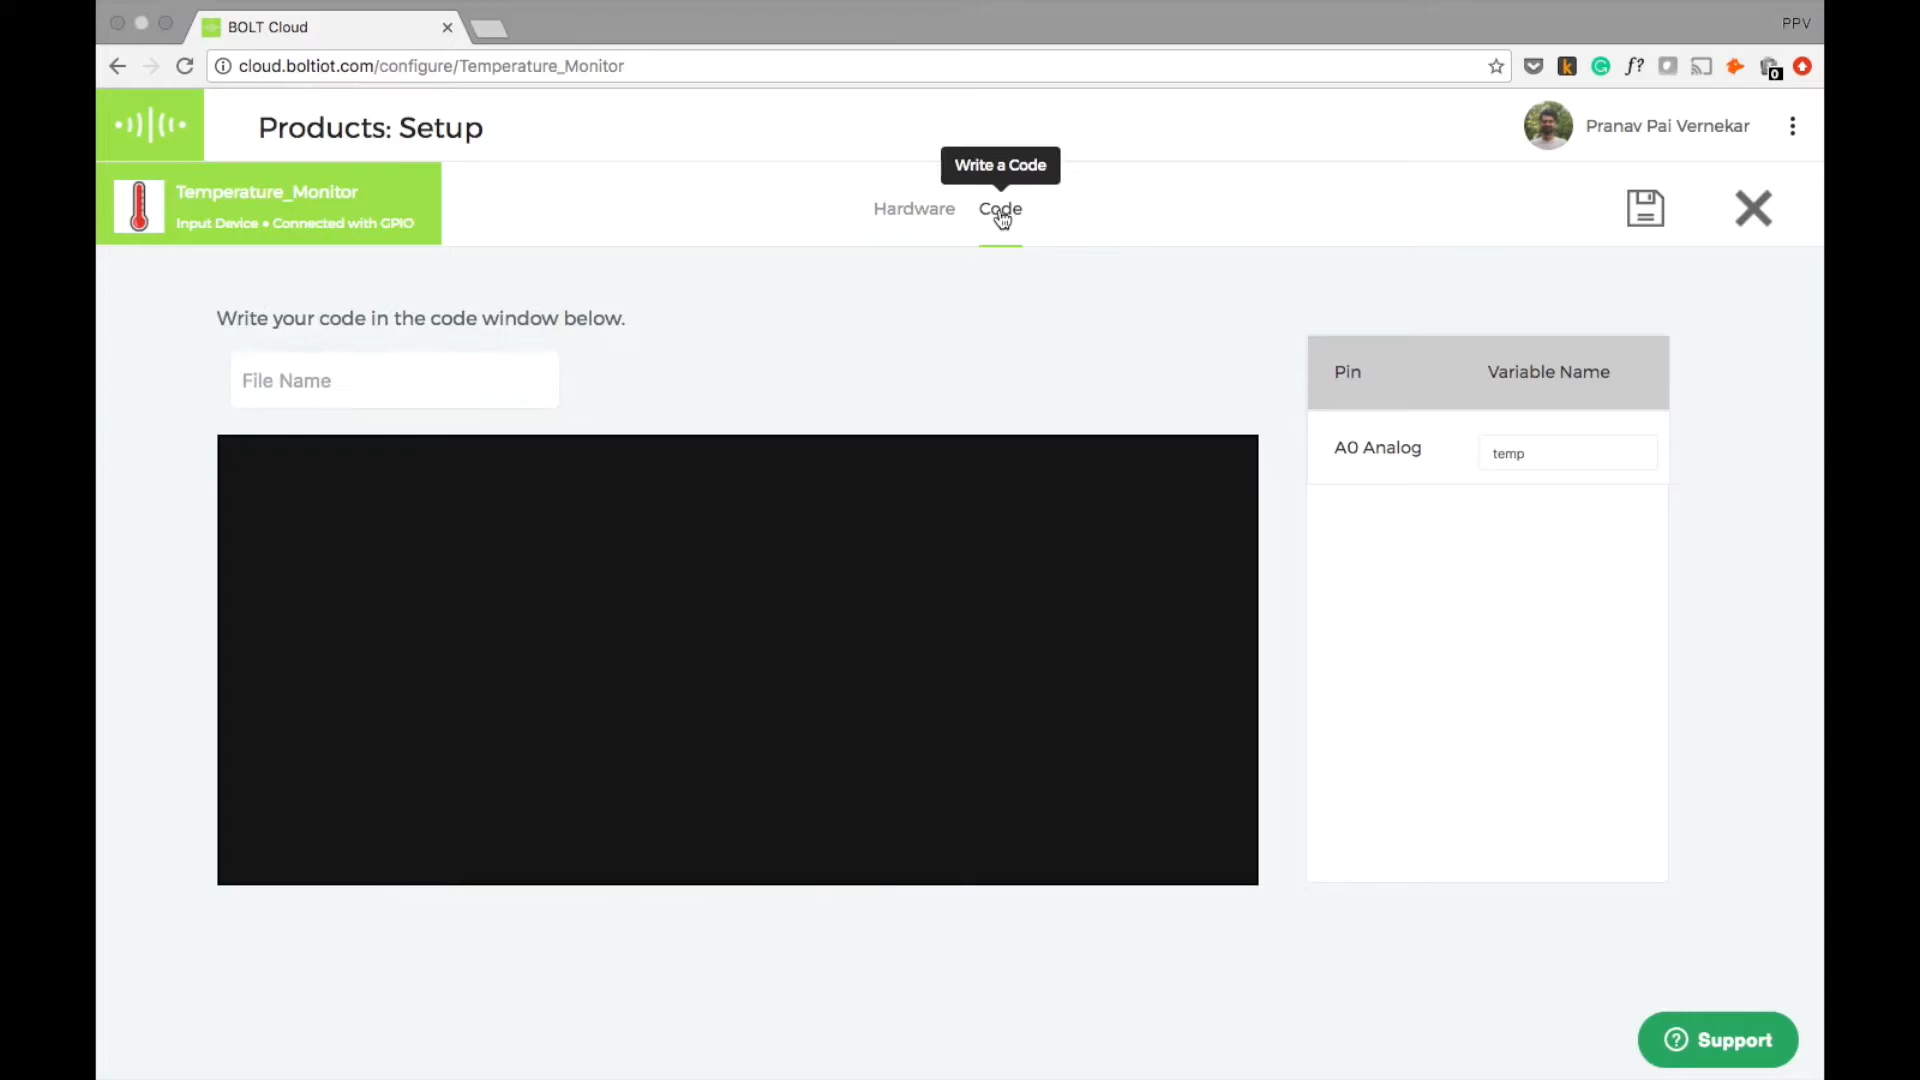 BOLT Cloud
PPV
cloud.boltiot.com/configure/Temperature_Monitor
k
G
f?
0
Products: Setup
Pranav Pai Vernekar
Write a Code
Temperature_Monitor
Input Device • Connected with GPIO
Hardware
Code
Write your code in the code window below.
File Name
Pin
Variable Name
A0 Analog
temp
Support